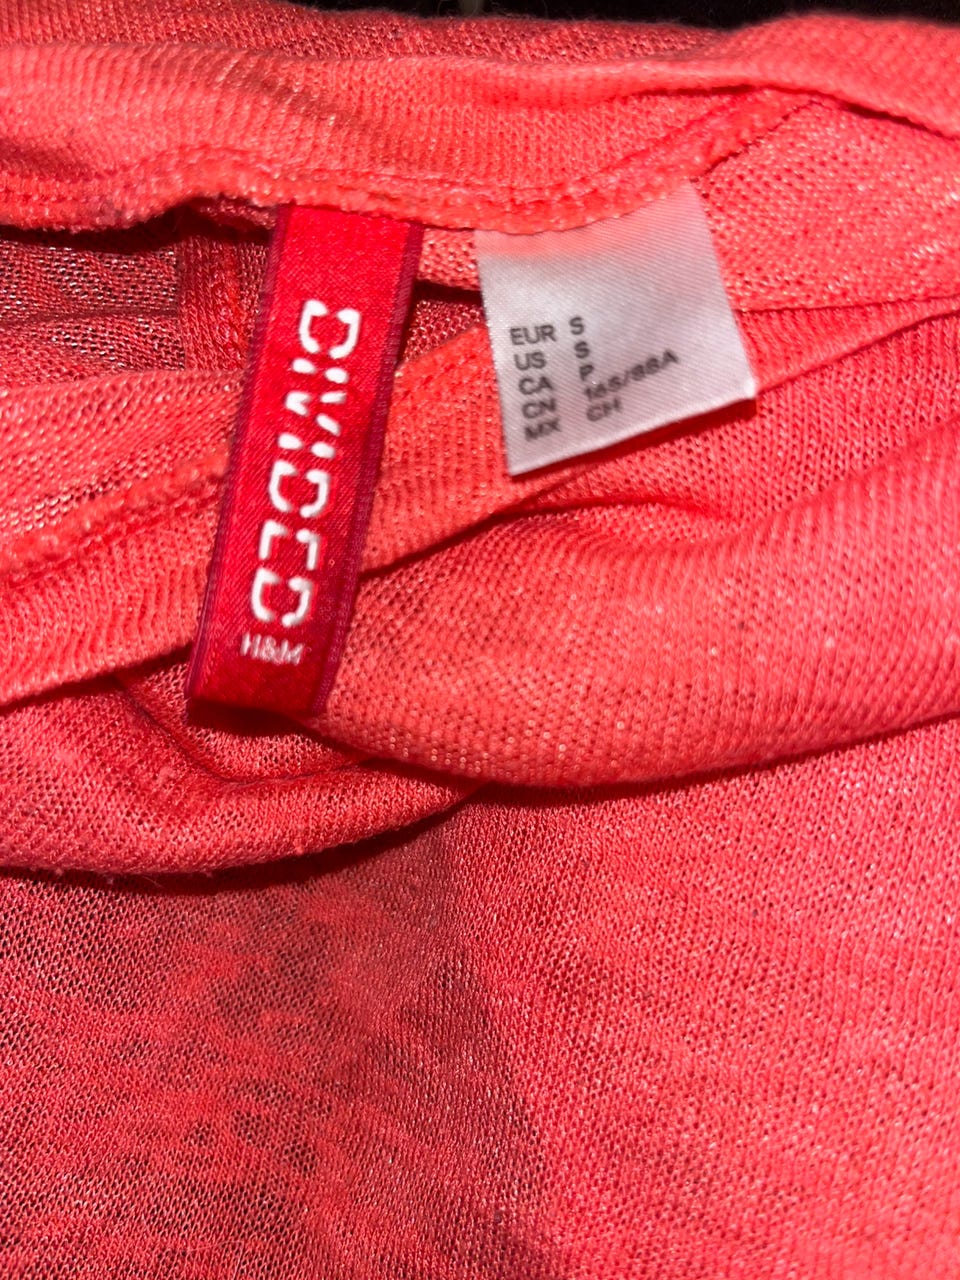 DIVIDED
H&M
EUR S
US S
CA P
CN 165/88A
MX CH